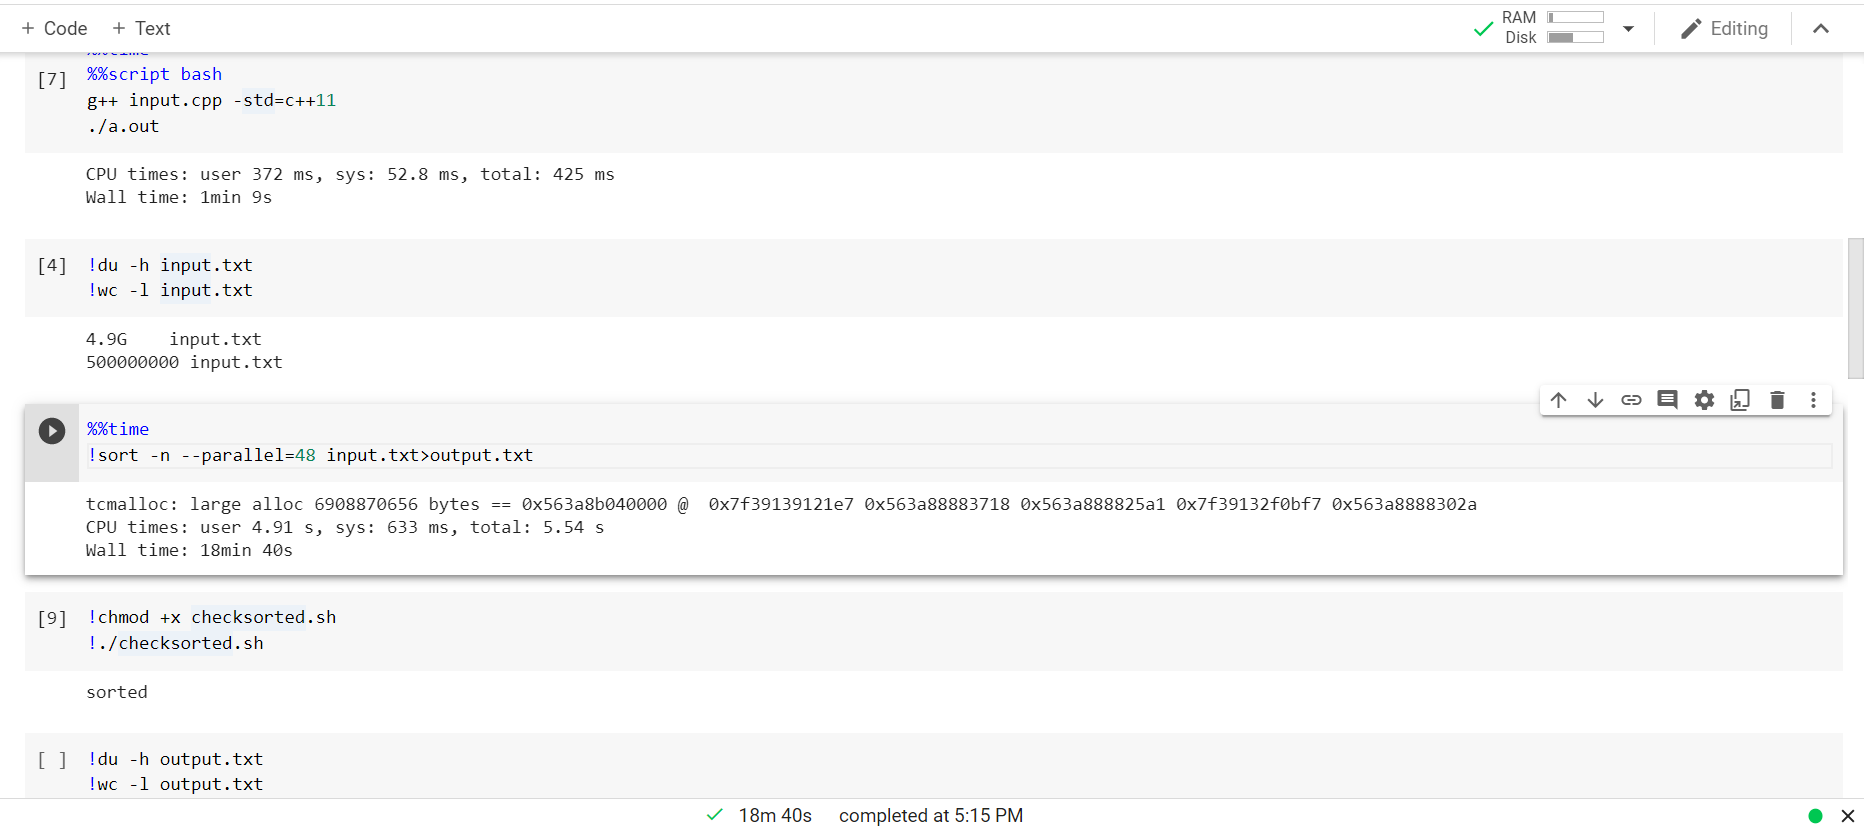 + Code + Text
RAM
Disk
Editing
[7]
%%script bash
g++ input.cpp -std=c++11
./a.out
CPU times: user 372 ms, sys: 52.8 ms, total: 425 ms
Wall time: 1min 9s
[4] !du -h input.txt
!wc -l input.txt
4.9G input.txt
500000000 input.txt
%%time
!sort -n --parallel=48 input.txt>output.txt
tcmalloc: large alloc 6908870656 bytes == 0x563a8b040000 @ 0x7f39139121e7 0x563a88883718 0x563a888825a1 0x7f39132f0bf7 0x563a8888302a
CPU times: user 4.91 s, sys: 633 ms, total: 5.54 s
Wall time: 18min 40s
[9] !chmod +x checksorted.sh
!./checksorted.sh
sorted
[ ] !du -h output.txt
!wc -l output.txt
18m 40s completed at 5:15 PM